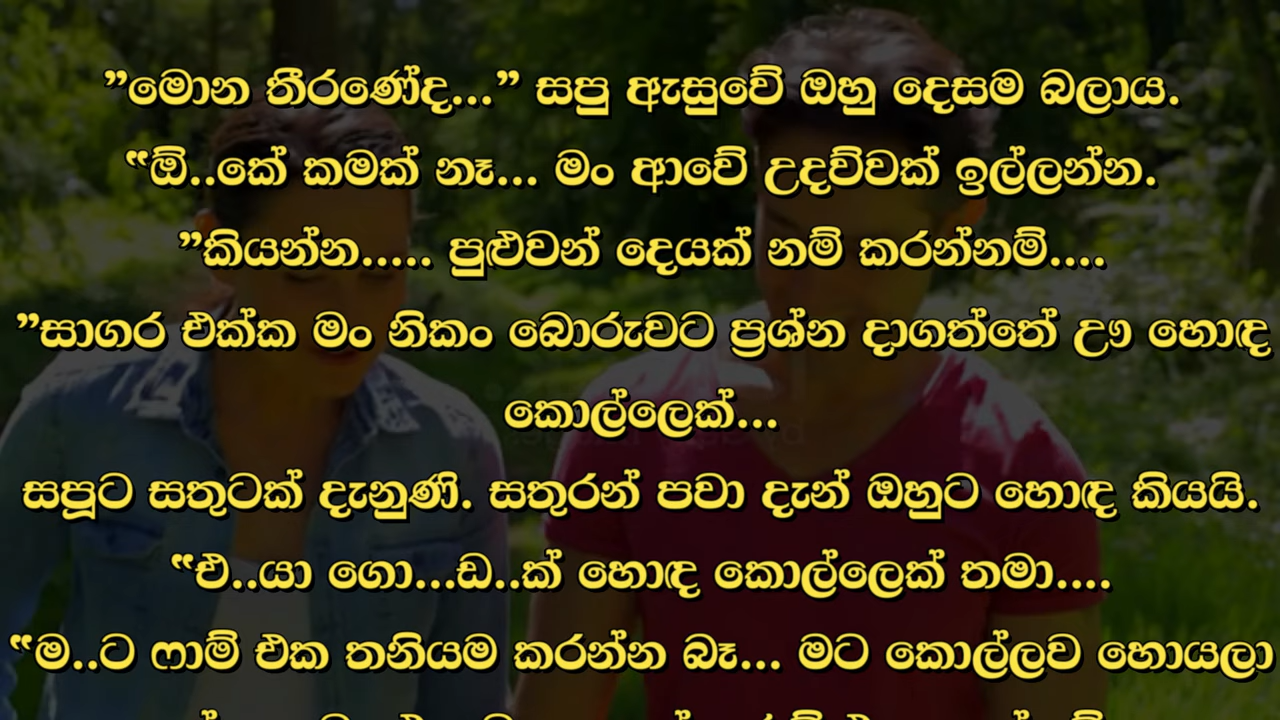 ”මොන තීරණේද...” සපු ඇසුවේ ඔහු දෙසම බලාය.
“ඕ..කේ කමක් නෑ... මං ආවේ උදව්වක් ඉල්ලන්න.
”කියන්න..... පුළුවන් දෙයක් නම් කරන්නම්....
”සාගර එක්ක මං නිකං බොරුවට ප්‍රශ්න දාගත්තේ ඌ හොඳ
කොල්ලෙක්...
සපූට සතුටක් දැනුණි. සතුරන් පවා දැන් ඔහුට හොඳ කියයි.
“එ..යා ගො...ඩ..ක් හොඳ කොල්ලෙක් තමා....
“ම..ට ෆාම් එක තනියම කරන්න බෑ... මට කොල්ලව හොයලා